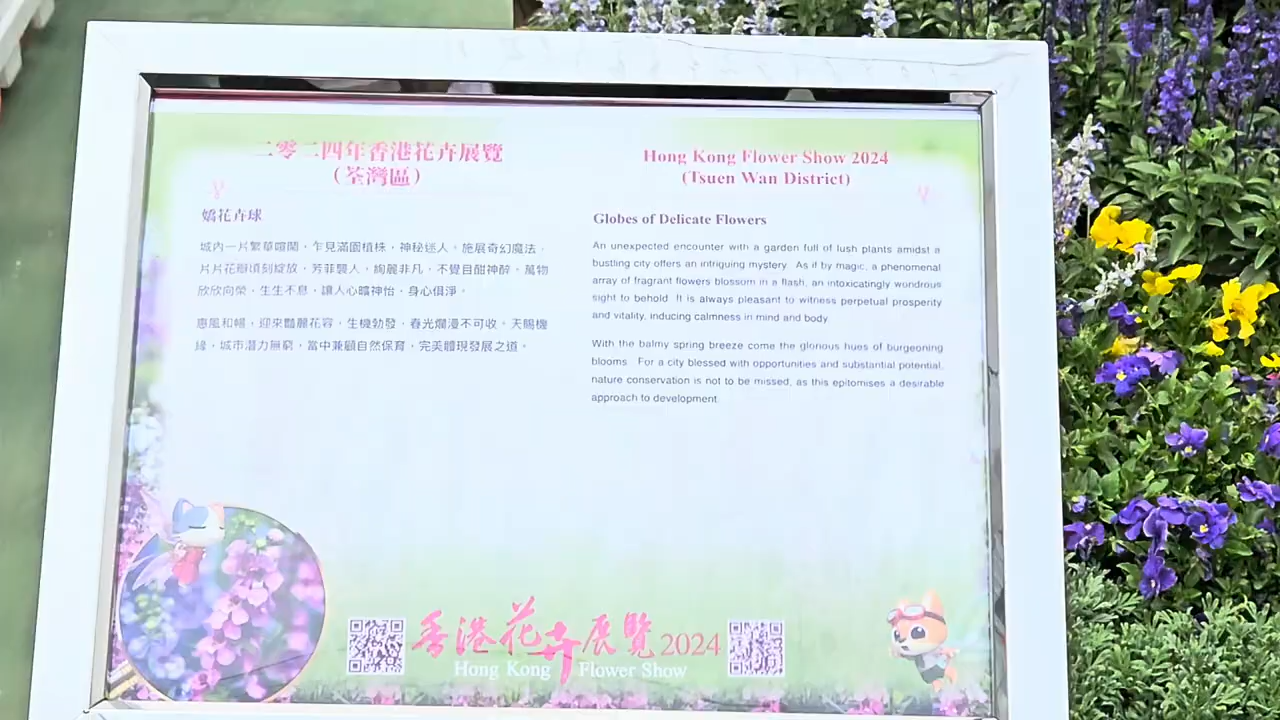 二零二四年香港花卉展覽
(荃灣區)
嬌花卉球
城內一片繁華喧鬧，乍見滿園植株，神秘迷人。施展奇幻魔法，
片片花瓣頃刻綻放，芳菲襲人，絢麗非凡，不覺目酣神醉。萬物
欣欣向榮，生生不息，讓人心曠神怡，身心俱淨。
惠風和暢，迎來豔麗花容，生機勃發，春光爛漫不可收。天賜機
緣，城市潛力無窮，當中兼顧自然保育，完美體現發展之道。
Hong Kong Flower Show 2024
(Tsuen Wan District)
Globes of Delicate Flowers
An unexpected encounter with a garden full of lush plants amidst a
bustling city offers an intriguing mystery. As if by magic, a phenomenal
array of fragrant flowers blossom in a flash, an intoxicatingly wondrous
sight to behold. It is always pleasant to witness perpetual prosperity
and vitality, inducing calmness in mind and body.
With the balmy spring breeze come the glorious hues of burgeoning
blooms. For a city blessed with opportunities and substantial potential,
nature conservation is not to be missed, as this epitomises a desirable
approach to development.
香港花卉展覽2024
Hong Kong Flower Show